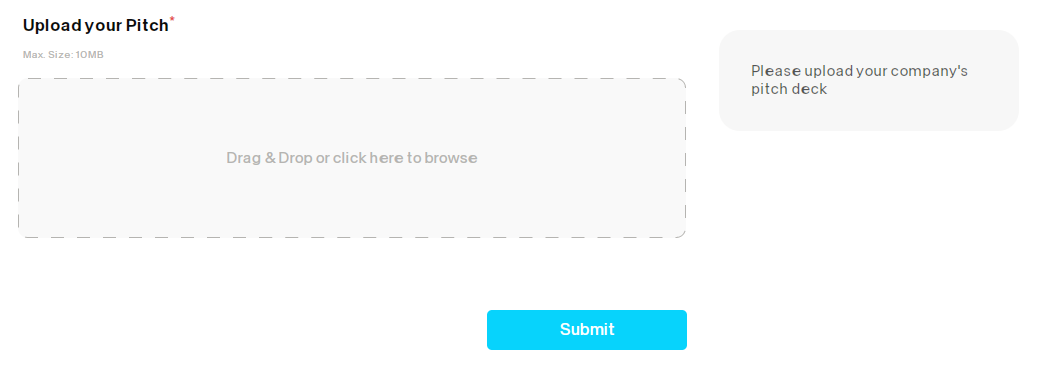 Upload your Pitch*
Max. Size: 10MB
Drag & Drop or click here to browse
Submit
Please upload your company's
pitch deck